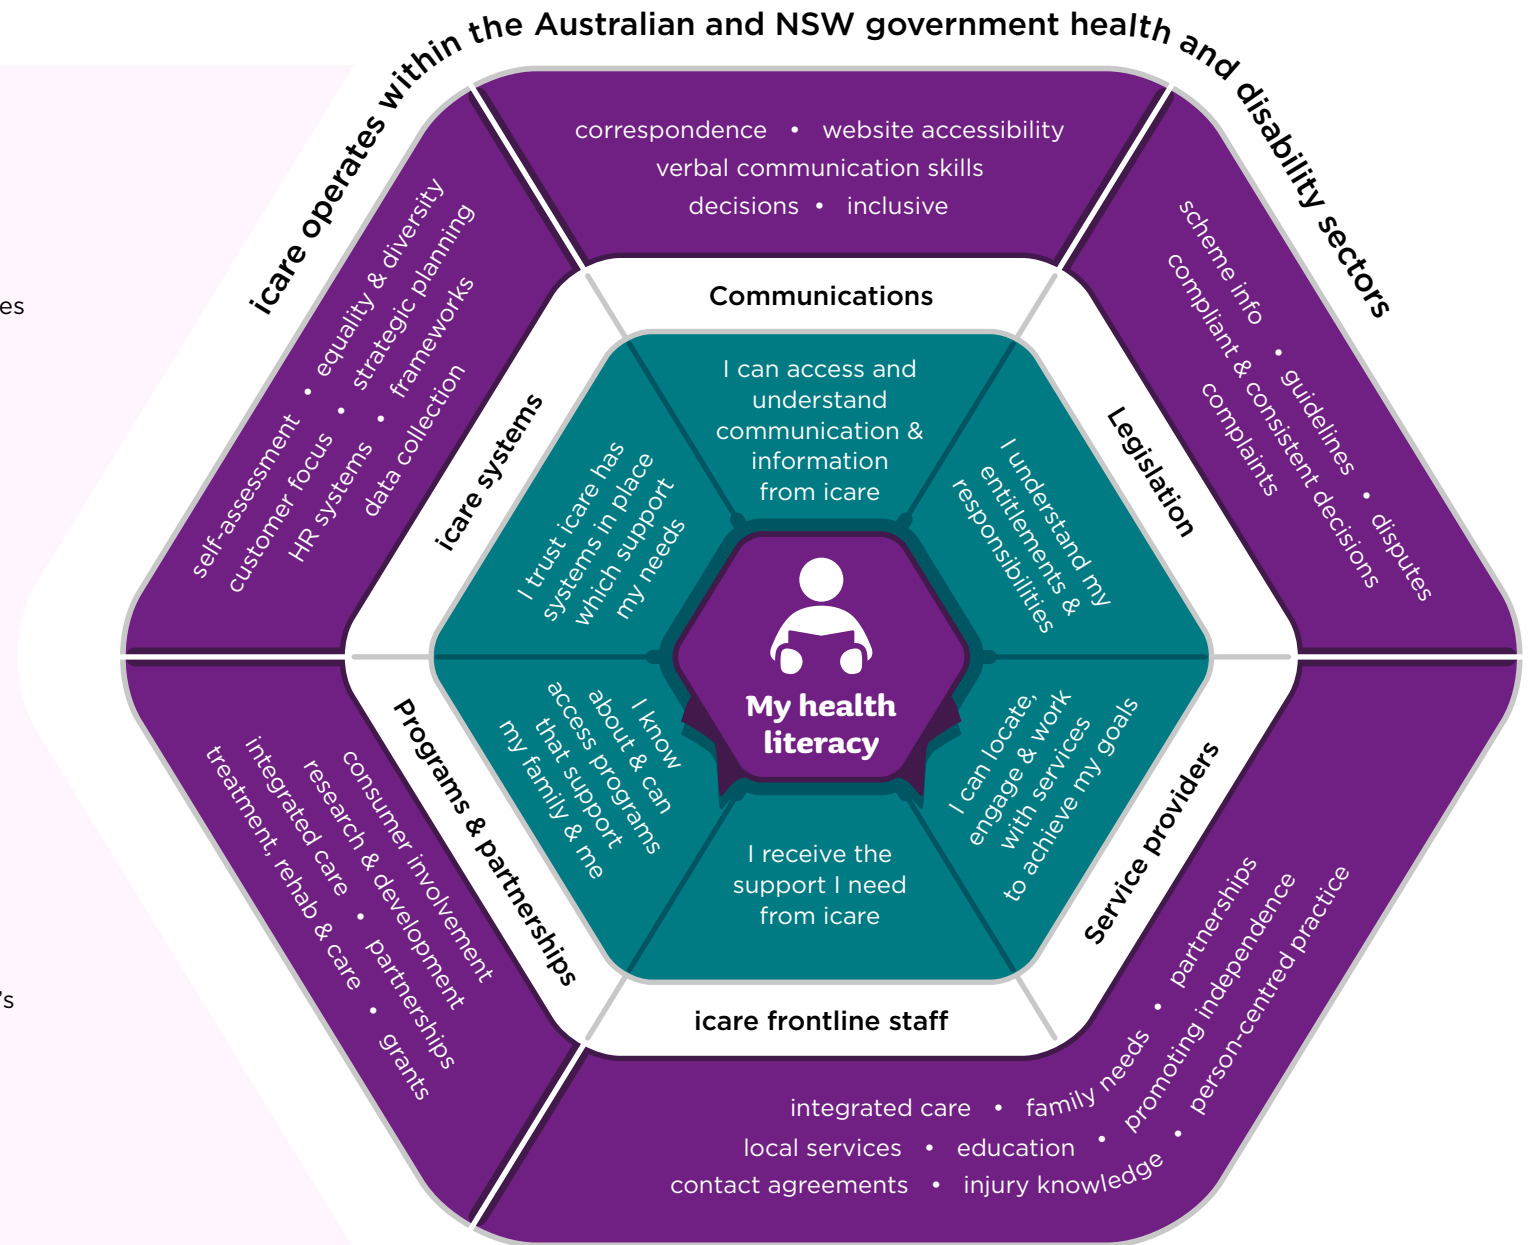 icare operates within the Australian and NSW government health and disability sectors
es
's
correspondence • website accessibility
verbal communication skills
decisions • inclusive
Communications
I can access and
understand
communication &
information
from icare
scheme info • guidelines • disputes
compliant & consistent decisions
complaints
Legislation
I understand my
entitlements &
responsibilities
Service providers
I can locate,
engage & work
with services
to achieve my goals
icare frontline staff
I receive the
support I need
from icare
integrated care • family needs • partnerships
local services • education • promoting independence
contact agreements • injury knowledge • person-centred practice
Programs & partnerships
I know
about & can
access programs
that support
my family & me
consumer involvement
research & development
integrated care • partnerships
treatment, rehab & care • grants
icare systems
I trust icare has
systems in place
which support
my needs
self-assessment • equality & diversity
customer focus • strategic planning
HR systems • frameworks
data collection
My health
literacy